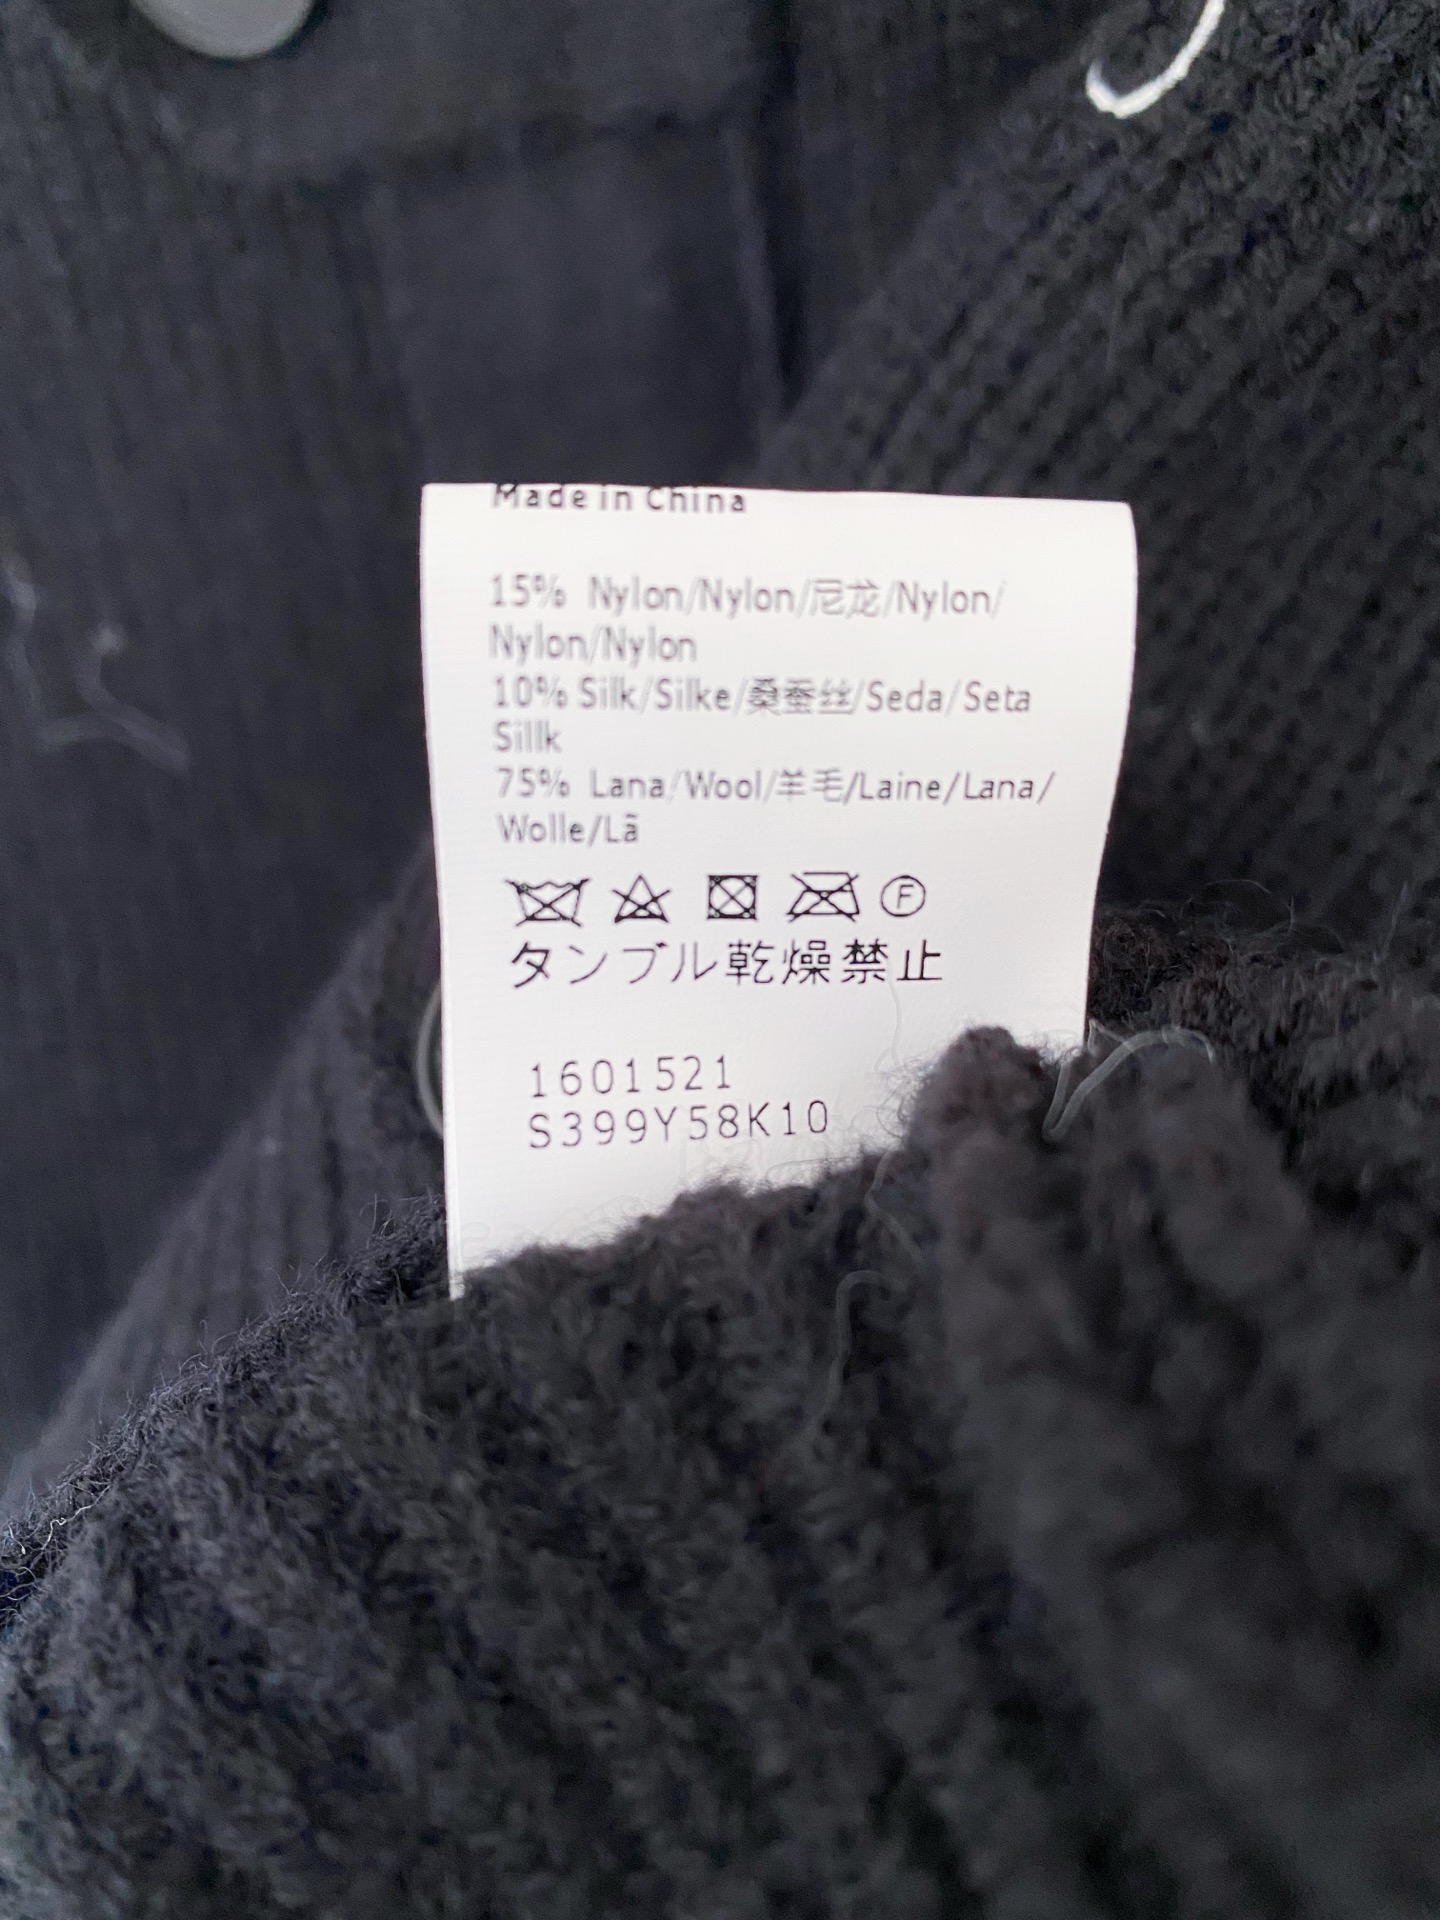 Made in China
15% Nylon/Nylon/尼龙/Nylon/
Nylon/Nylon
10% Silk/Silke/桑蚕丝/Seda/Seta
Sillk
75% Lana/Wool/羊毛/Laine/Lana/
Wolle/Lã
F
タンブル乾燥禁止
1601521
S399Y58K10